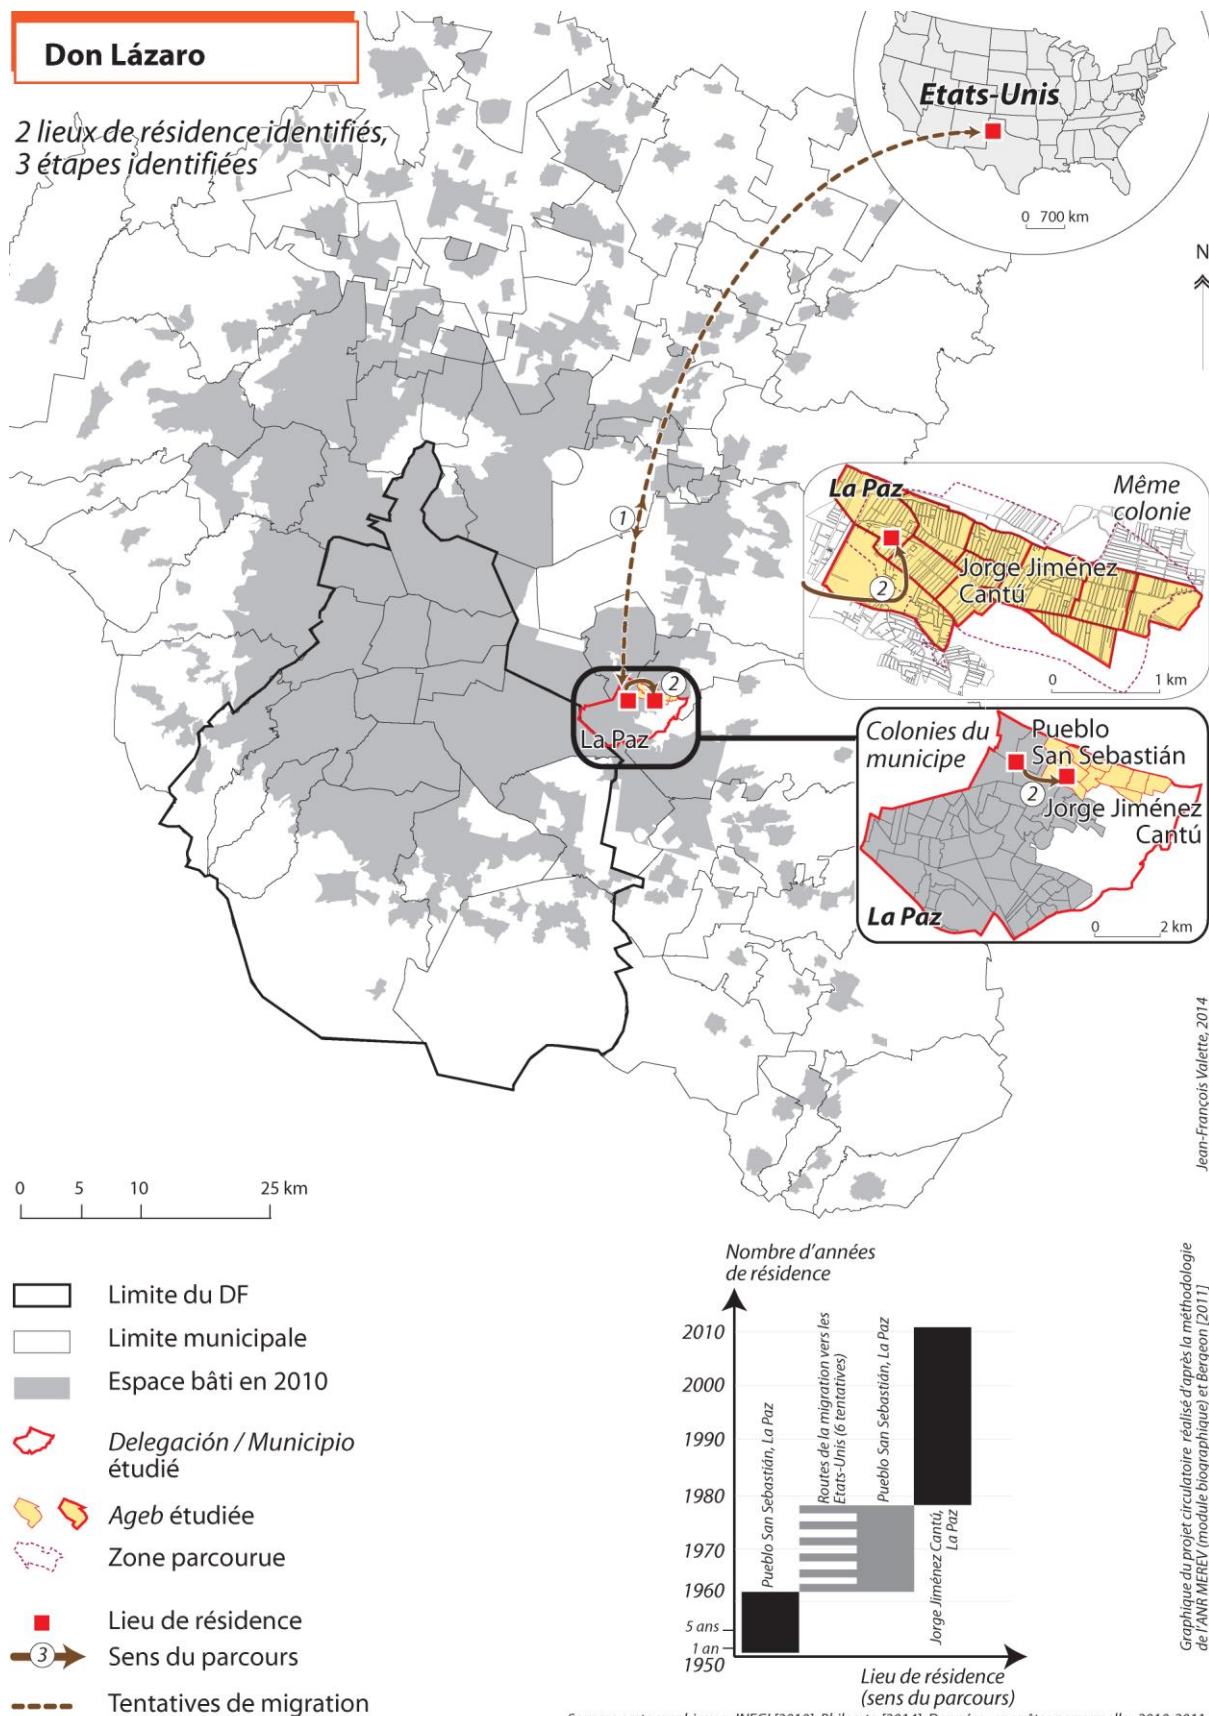 Don Lázaro
2 lieux de résidence identifiés,
3 étapes identifiées
Etats-Unis
0 700 km
N
1
La Paz
Même
colonie
Jorge Jiménez
Cantú
2
0 1 km
2
La Paz
Colonies du
municipe
Pueblo
San Sebastián
2
Jorge Jiménez
Cantú
La Paz
0 2 km
Jean-François Valette, 2014
0 5 10 25 km
Limite du DF
Limite municipale
Espace bâti en 2010
Delegación / Municipio
étudié
Ageb étudiée
Zone parcourue
Lieu de résidence
3
Sens du parcours
Tentatives de migration
Nombre d'années
de résidence
2010
2000
1990
1980
1970
1960
5 ans
1 an
1950
Pueblo San Sebastián, La Paz
Routes de la migration vers les
Etats-Unis (6 tentatives)
Pueblo San Sebastián, La Paz
Jorge Jiménez Cantú,
La Paz
Lieu de résidence
(sens du parcours)
Graphique du projet circulatoire réalisé d'après la méthodologie
de l'ANR MEREV (module biographique) et Bergeon [2011]